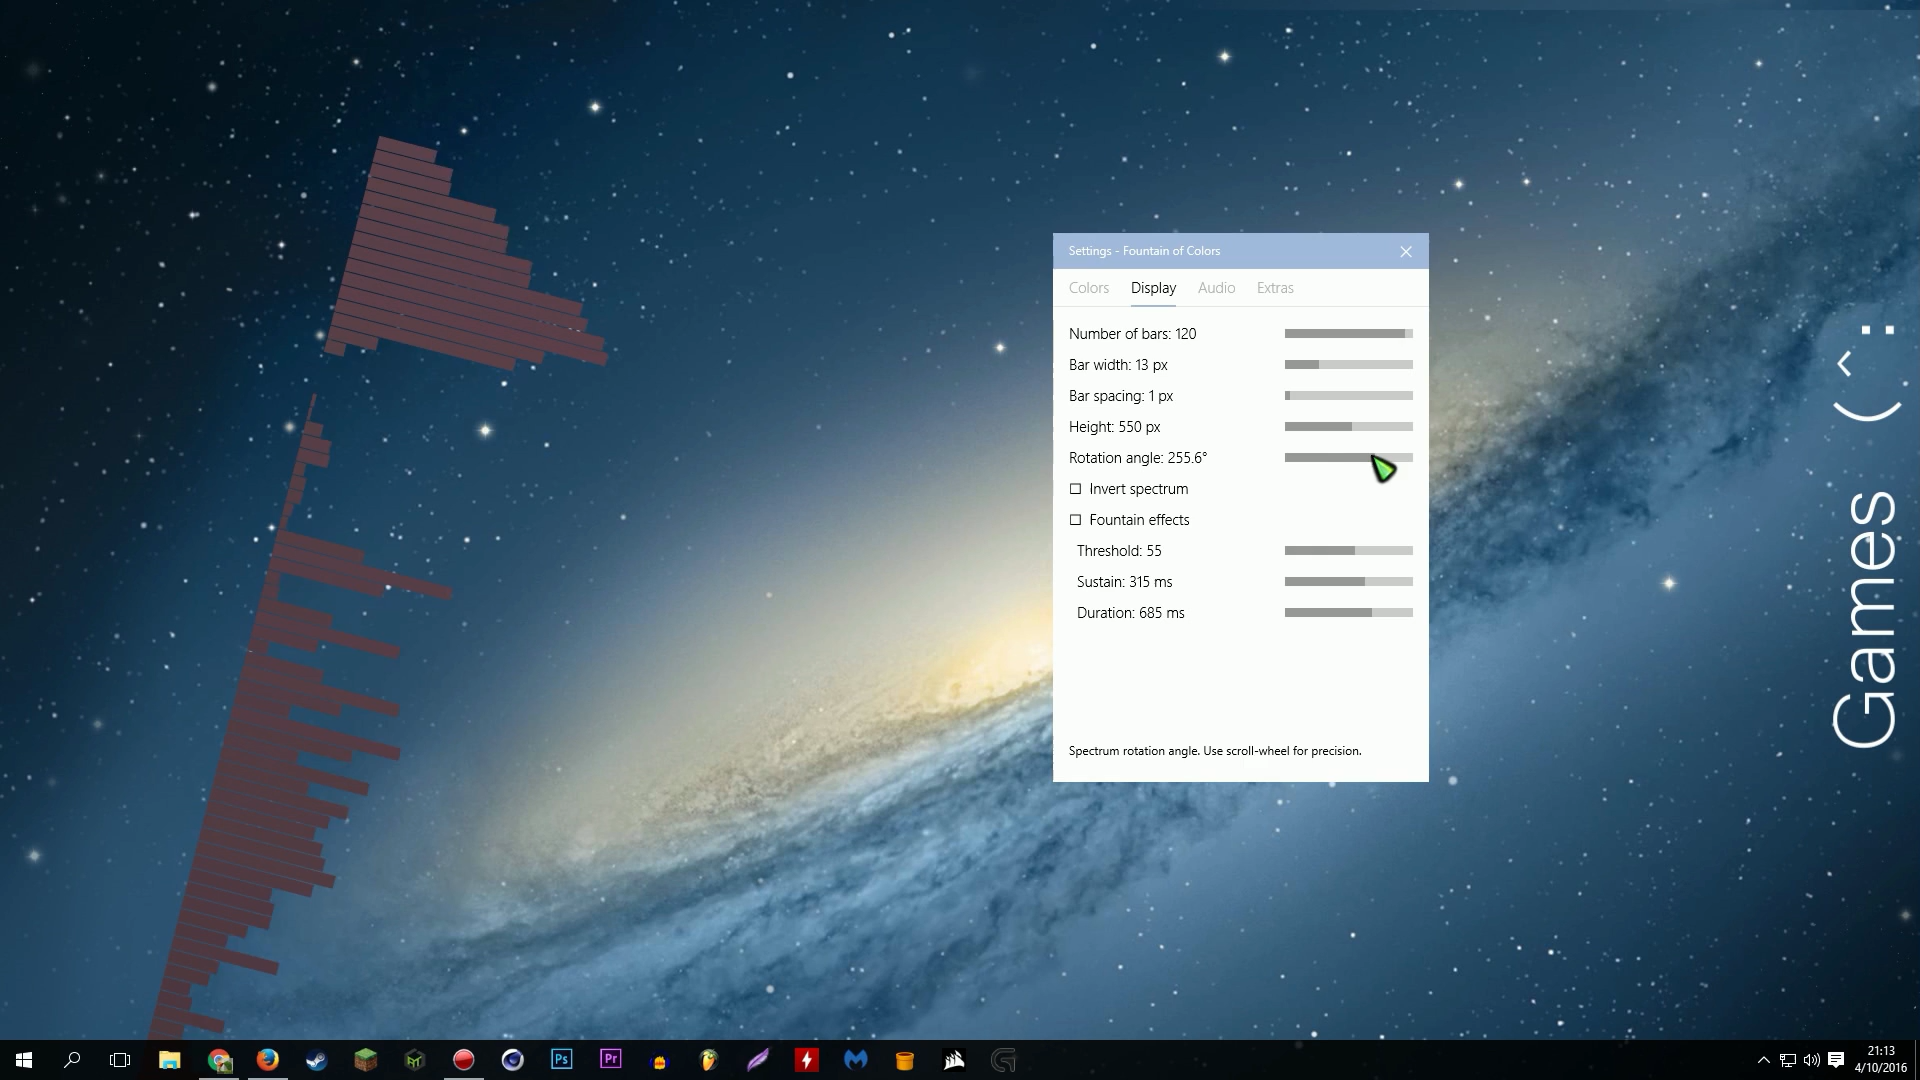 Settings - Fountain of Colors
Colors Display Audio Extras
Number of bars: 120
Bar width: 13 px
Bar spacing: 1 px
Height: 550 px
Rotation angle: 255.6°
Invert spectrum
Fountain effects
Threshold: 55
Sustain: 315 ms
Duration: 685 ms
Spectrum rotation angle. Use scroll-wheel for precision.
Games (^:
Ps
Pr
21:13
4/10/2016